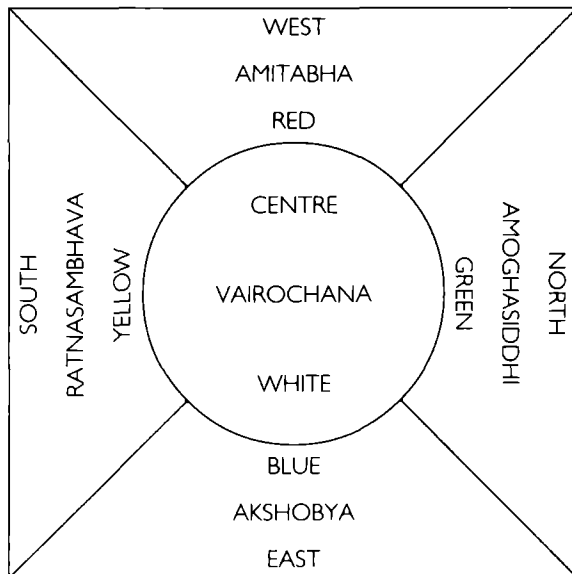 WEST
AMITABHA
RED
SOUTH
RATNASAMBHAVA
YELLOW
CENTRE
VAIROCHANA
WHITE
GREEN
AMOGHASIDDHI
NORTH
BLUE
AKSHOBYA
EAST